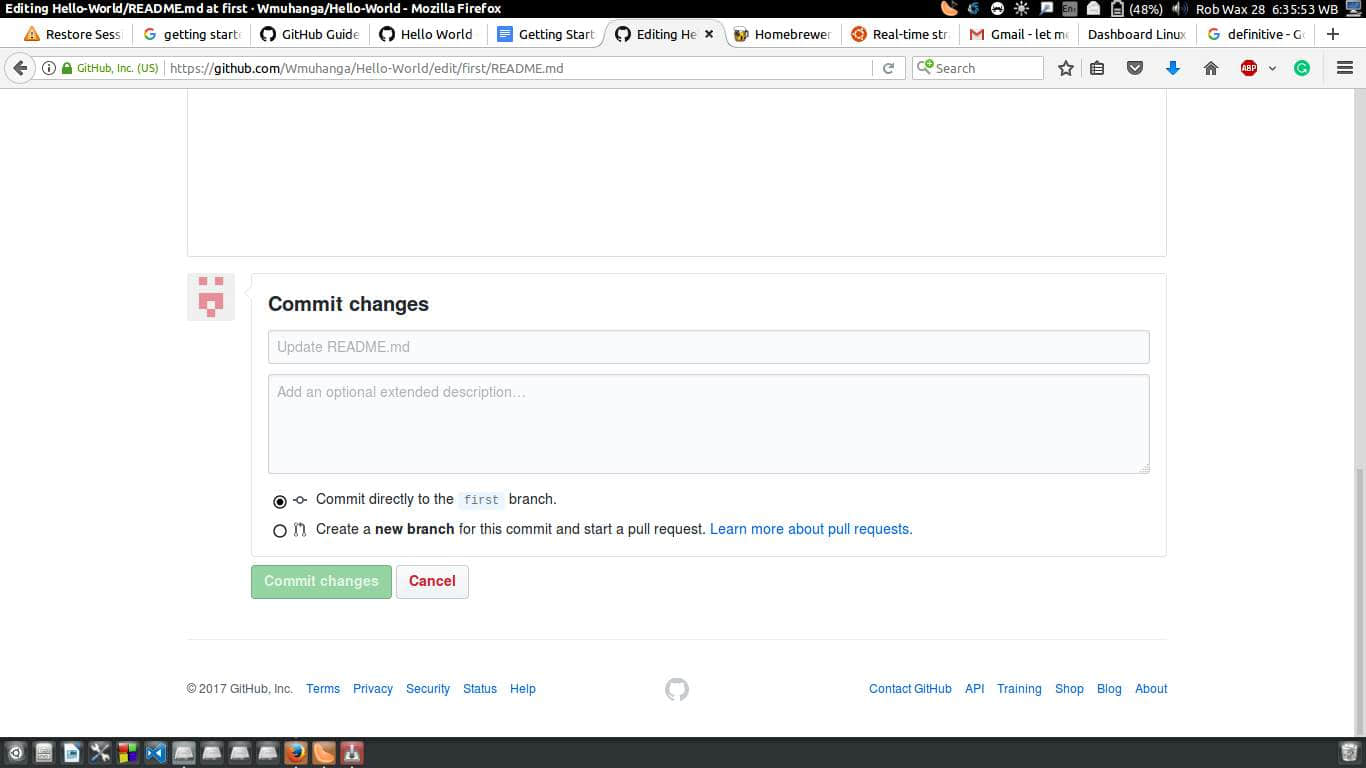 Editing Hello-World/README.md at first · Wmuhanga/Hello-World - Mozilla Firefox
En
(48%)
Rob Wax 28 6:35:53 WB
Restore Sessi
getting starte
GitHub Guide
Hello World
Getting Start
Editing He
Homebrewer
Real-time str
Gmail - let me
Dashboard Linux
definitive - Go
GitHub, Inc. (US)
https://github.com/Wmuhanga/Hello-World/edit/first/README.md
Search
ABP
Commit changes
Update README.md
Add an optional extended description…
Commit directly to the first branch.
Create a new branch for this commit and start a pull request. Learn more about pull requests.
Commit changes
Cancel
© 2017 GitHub, Inc. Terms Privacy Security Status Help
Contact GitHub API Training Shop Blog About